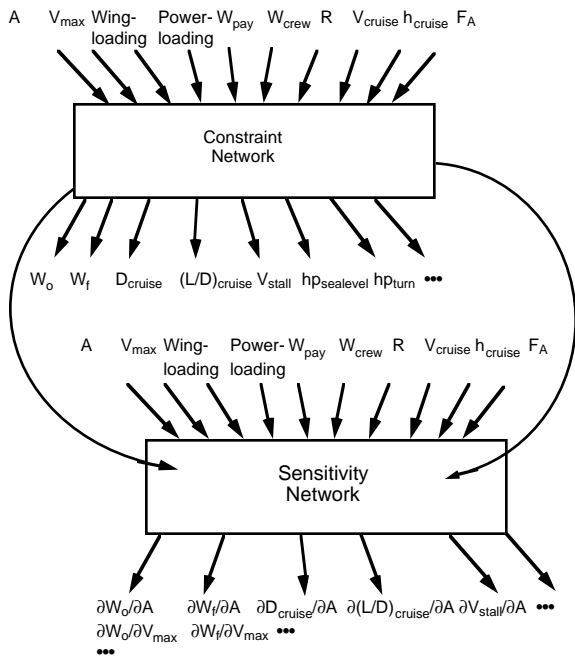 A V_max Wing-loading Power-loading W_pay W_crew R V_cruise h_cruise F_A
Constraint
Network
W_o W_f D_cruise (L/D)_cruise V_stall hp_sealevel hp_turn •••
A V_max Wing-loading Power-loading W_pay W_crew R V_cruise h_cruise F_A
Sensitivity
Network
∂W_o/∂A ∂W_f/∂A ∂D_cruise/∂A ∂(L/D)_cruise/∂A ∂V_stall/∂A •••
∂W_o/∂V_max ∂W_f/∂V_max •••
•••